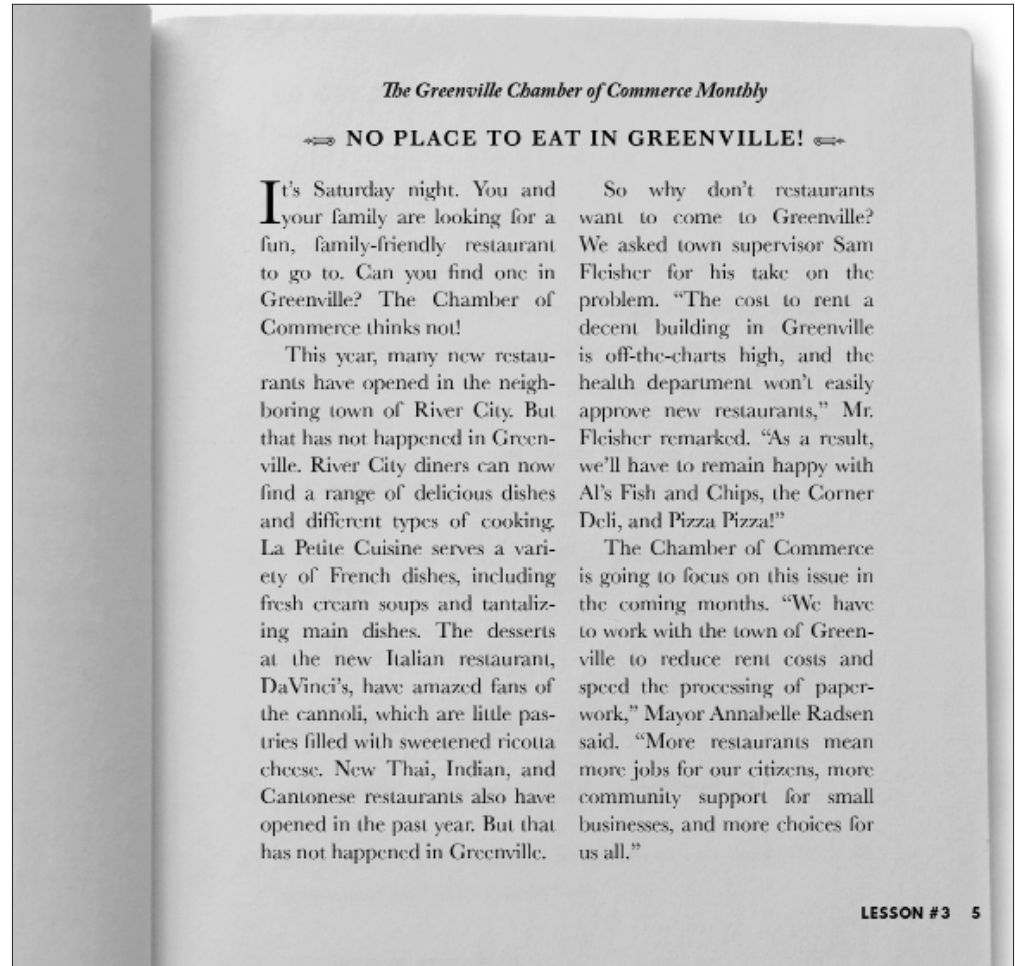 The Greenville Chamber of Commerce Monthly
NO PLACE TO EAT IN GREENVILLE!
It's Saturday night. You and
your family are looking for a
fun, family-friendly restaurant
to go to. Can you find one in
Greenville? The Chamber of
Commerce thinks not!
This year, many new restau-
rants have opened in the neigh-
boring town of River City. But
that has not happened in Green-
ville. River City diners can now
find a range of delicious dishes
and different types of cooking.
La Petite Cuisine serves a vari-
ety of French dishes, including
fresh cream soups and tantaliz-
ing main dishes. The desserts
at the new Italian restaurant,
DaVinci's, have amazed fans of
the cannoli, which are little pas-
tries filled with sweetened ricotta
cheese. New Thai, Indian, and
Cantonese restaurants also have
opened in the past year. But that
has not happened in Greenville.
So why don't restaurants
want to come to Greenville?
We asked town supervisor Sam
Fleisher for his take on the
problem. “The cost to rent a
decent building in Greenville
is off-the-charts high, and the
health department won't easily
approve new restaurants,” Mr.
Fleisher remarked. “As a result,
we'll have to remain happy with
Al's Fish and Chips, the Corner
Deli, and Pizza Pizza!”
The Chamber of Commerce
is going to focus on this issue in
the coming months. “We have
to work with the town of Green-
ville to reduce rent costs and
speed the processing of paper-
work,” Mayor Annabelle Radsen
said. “More restaurants mean
more jobs for our citizens, more
community support for small
businesses, and more choices for
us all.”
LESSON #3 5